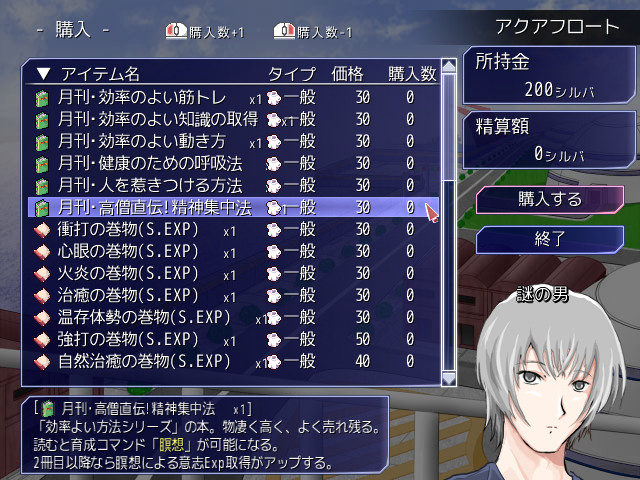 - 購入 -
購入数+1
購入数-1
アクアフロート
▼ アイテム名 タイプ 価格 購入数
月刊・効率のよい筋トレ x1 一般 30 0
月刊・効率のよい知識の取得 x1 一般 30 0
月刊・効率のよい動き方 x1 一般 30 0
月刊・健康のための呼吸法 一般 30 0
月刊・人を惹きつける方法 一般 30 0
月刊・高僧直伝!精神集中法 一般 30 0
衝打の巻物(S.EXP) x1 一般 30 0
心眼の巻物(S.EXP) x1 一般 30 0
火炎の巻物(S.EXP) x1 一般 30 0
治癒の巻物(S.EXP) x1 一般 30 0
温存体勢の巻物(S.EXP) x1 一般 30 0
強打の巻物(S.EXP) x1 一般 50 0
自然治癒の巻物(S.EXP) x1 一般 40 0
所持金
200シルバ
精算額
0シルバ
購入する
終了
謎の男
[月刊・高僧直伝!精神集中法 x1]
「効率よい方法シリーズ」の本。物凄く高く、よく売れ残る。
読むと育成コマンド「瞑想」が可能になる。
2冊目以降なら瞑想による意志Exp取得がアップする。